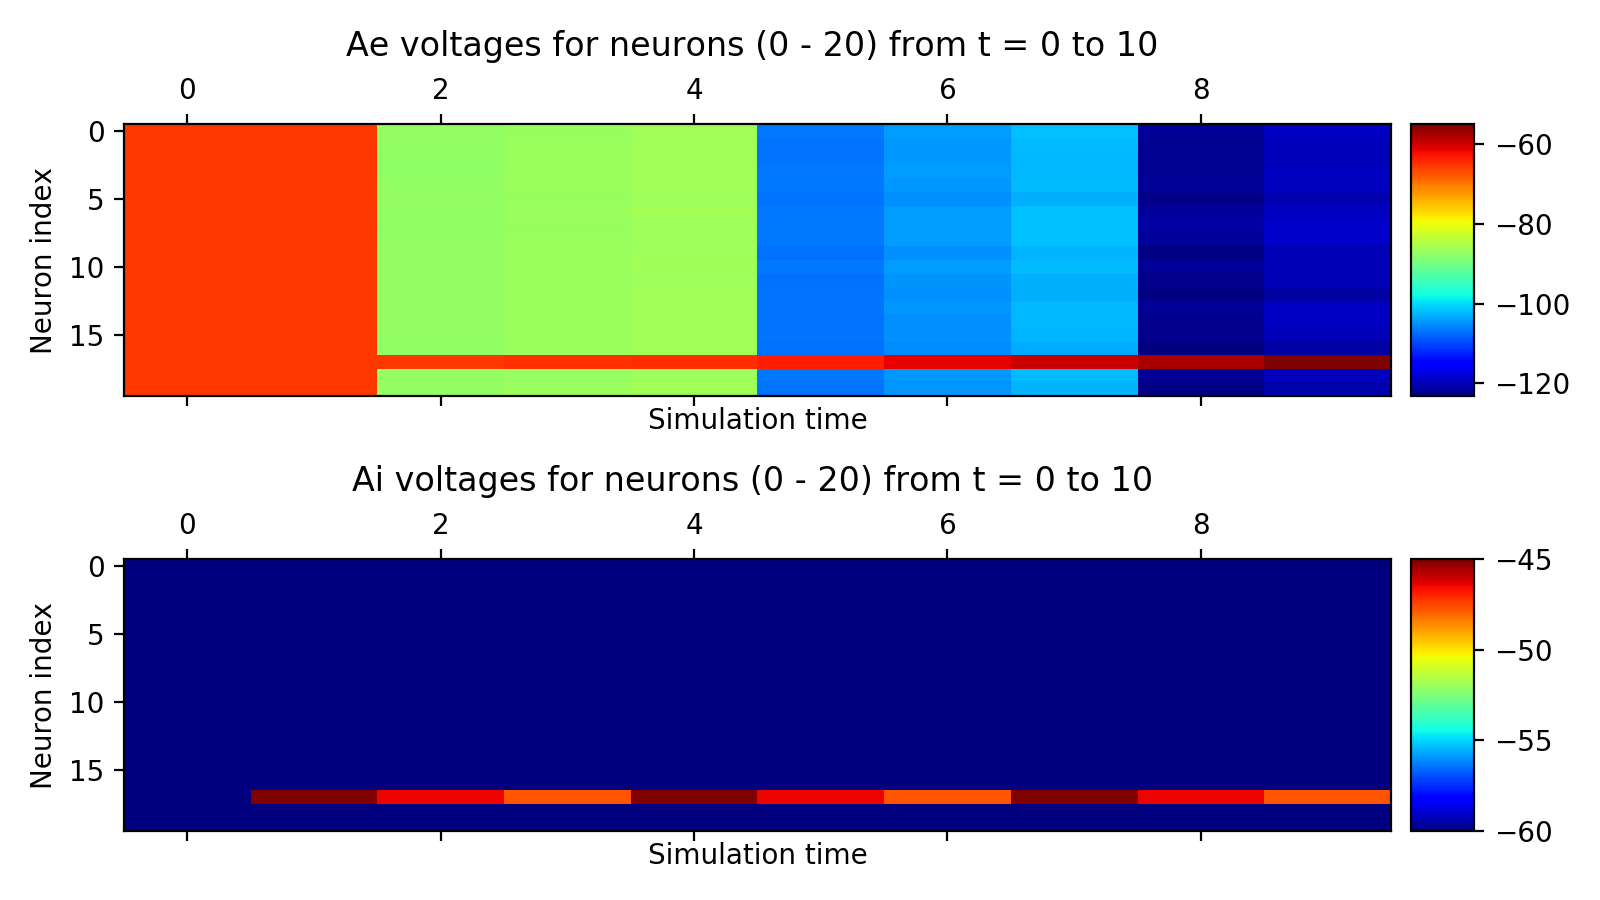 Ae voltages for neurons (0 - 20) from t = 0 to 10
0 2 4 6 8
Neuron index
0
5
10
15
Simulation time
−60
−80
−100
−120
Ai voltages for neurons (0 - 20) from t = 0 to 10
0 2 4 6 8
Neuron index
0
5
10
15
Simulation time
−45
−50
−55
−60